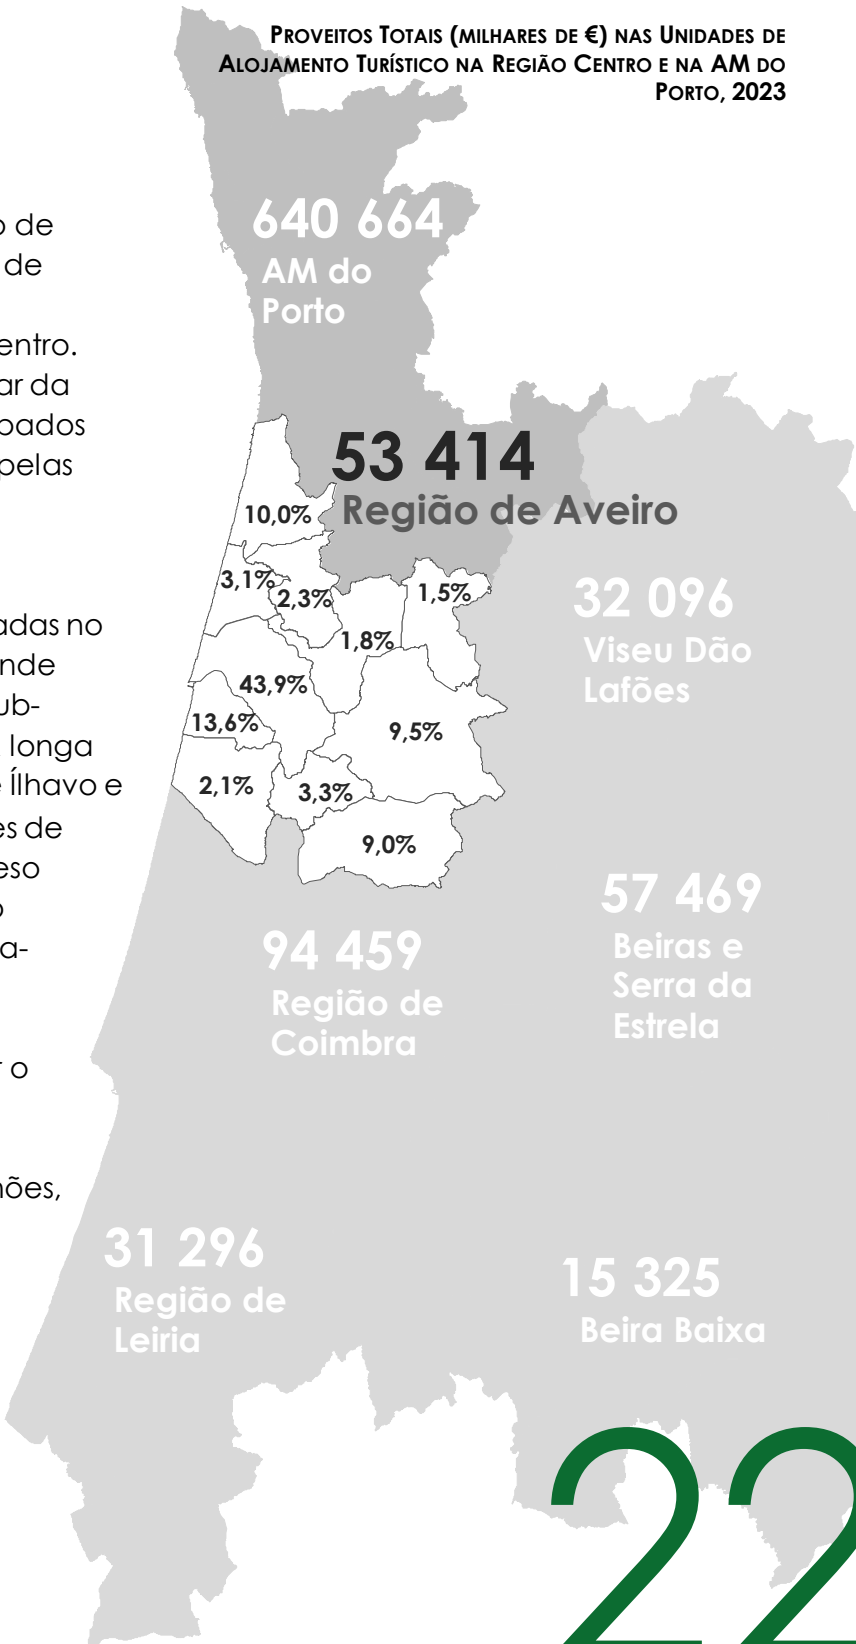 PROVEITOS TOTAIS (MILHARES DE €) NAS UNIDADES DE
ALOJAMENTO TURÍSTICO NA REGIÃO CENTRO E NA AM DO
PORTO, 2023
de
de
entro.
ar da
pelas
adas no
longa
Ílhavo e
es de
eso
o
a-
o
640 664
AM do
Porto
53 414
Região de Aveiro
10,0%
3,1%
2,3%
1,5%
1,8%
43,9%
13,6%
9,5%
2,1%
3,3%
9,0%
32 096
Viseu Dão
Lafões
57 469
Beiras e
Serra da
Estrela
94 459
Região de
Coimbra
31 296
Região de
Leiria
15 325
Beira Baixa
22